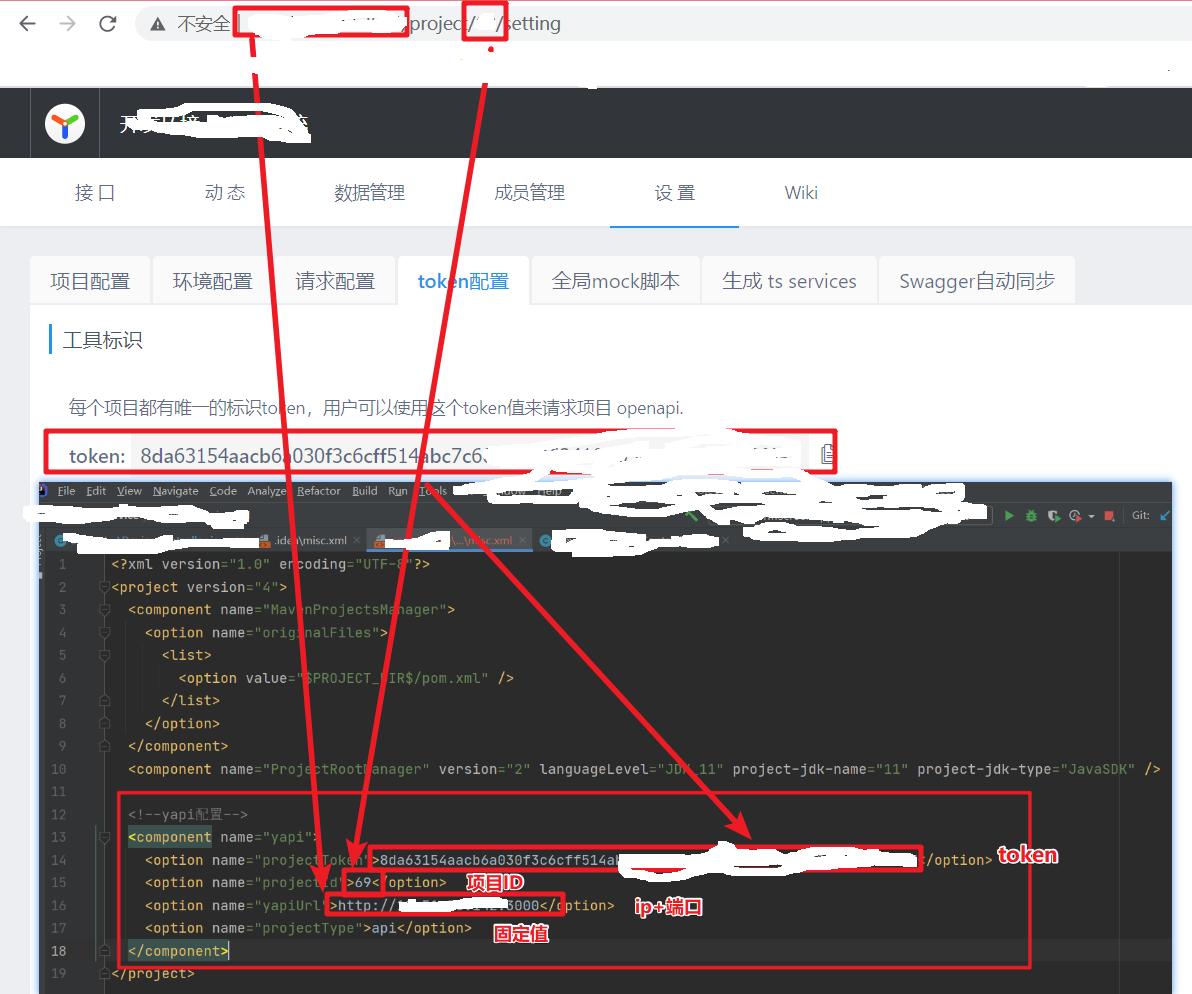 不安全
/project/
/setting
接 口 动 态 数据管理 成员管理 设 置 Wiki
项目配置 环境配置 请求配置 token配置 全局mock脚本 生成 ts services Swagger自动同步
工具标识
每个项目都有唯一的标识token，用户可以使用这个token值来请求项目 openapi.
token: 8da63154aacb6a030f3c6cff514abc7c63
File Edit View Navigate Code Analyze Refactor Build Run Tools Help
Git:
.idea\misc.xml \...\misc.xml
1 <?xml version="1.0" encoding="UTF-8"?>
2 <project version="4">
3 <component name="MavenProjectsManager">
4 <option name="originalFiles">
5 <list>
6 <option value="$PROJECT_DIR$/pom.xml" />
7 </list>
8 </option>
9 </component>
10 <component name="ProjectRootManager" version="2" languageLevel="JDK_11" project-jdk-name="11" project-jdk-type="JavaSDK" />
11
12 <!--yapi配置-->
13 <component name="yapi">
14 <option name="projectToken">8da63154aacb6a030f3c6cff514a</option> token
15 <option name="projectId">69</option> 项目ID
16 <option name="yapiUrl">http:// 3000</option> ip+端口
17 <option name="projectType">api</option> 固定值
18 </component>
19 </project>